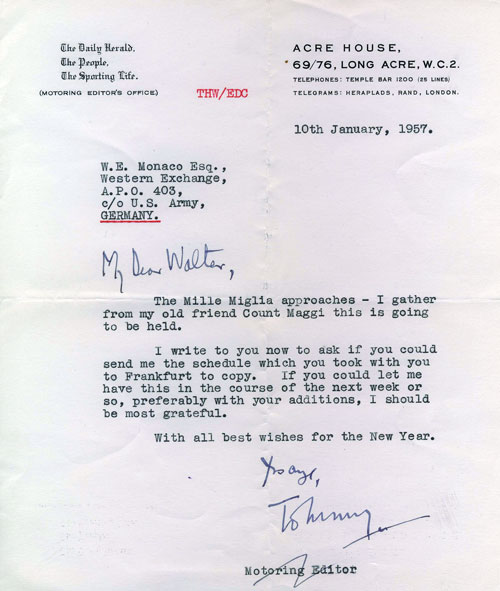 The Daily Herald.
The People.
The Sporting Life.
(MOTORING EDITOR'S OFFICE)
THW/EDC
ACRE HOUSE,
69/76, LONG ACRE, W.C.2.
TELEPHONES: TEMPLE BAR 1200 (25 LINES)
TELEGRAMS: HERAPLADS, RAND, LONDON.
10th January, 1957.
W.E. Monaco Esq.,
Western Exchange,
A.P.O. 403,
c/o U.S. Army,
GERMANY.
My Dear Walter,
The Mille Miglia approaches - I gather
from my old friend Count Maggi this is going
to be held.
I write to you now to ask if you could
send me the schedule which you took with you
to Frankfurt to copy. If you could let me
have this in the course of the next week or
so, preferably with your additions, I should
be most grateful.
With all best wishes for the New Year.
Yours,
Tommy
Motoring Editor